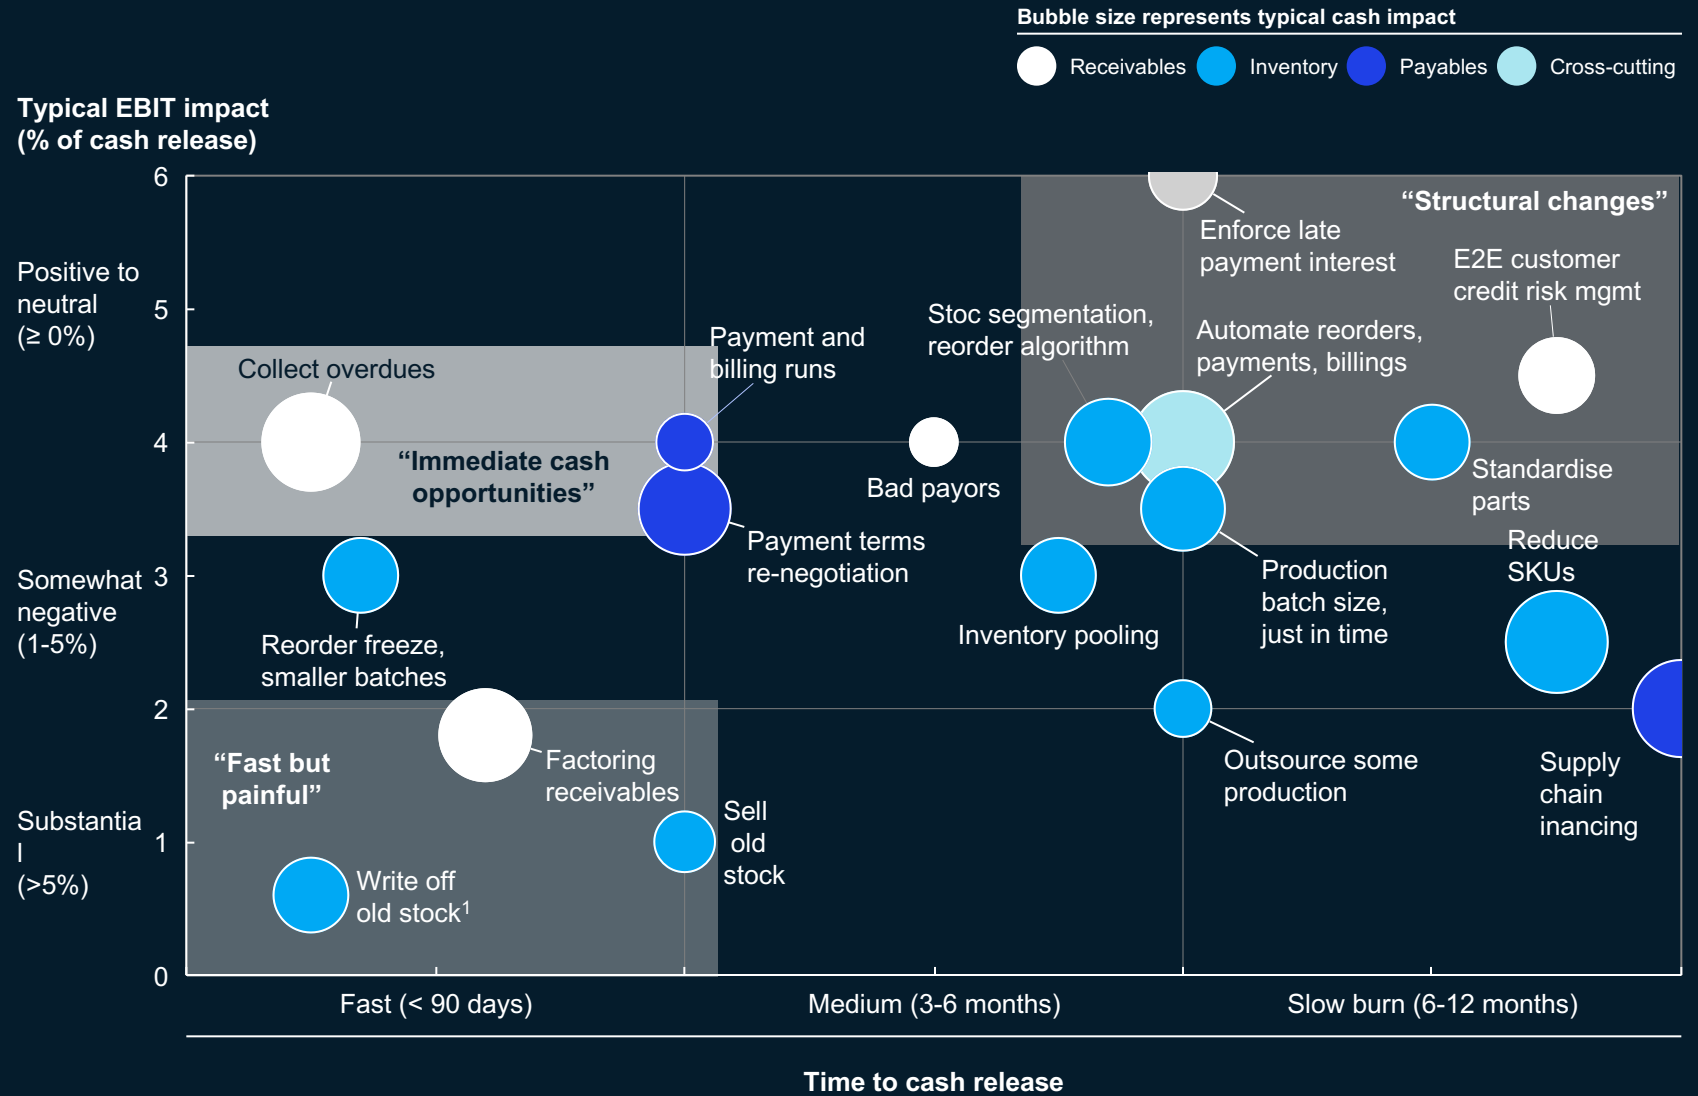 Bubble size represents typical cash impact
Receivables
Inventory
Payables
Cross-cutting
Typical EBIT impact
(% of cash release)
6
5
4
3
2
1
0
Positive to
neutral
(≥ 0%)
Somewhat
negative
(1-5%)
Substantia
l
(>5%)
“Structural changes”
Enforce late
payment interest
E2E customer
credit risk mgmt
Stoc segmentation,
reorder algorithm
Automate reorders,
payments, billings
Payment and
billing runs
Collect overdues
“Immediate cash
opportunities”
Bad payors
Standardise
parts
Payment terms
re-negotiation
Reduce
SKUs
Production
batch size,
just in time
Inventory pooling
Reorder freeze,
smaller batches
“Fast but
painful”
Factoring
receivables
Outsource some
production
Supply
chain
inancing
Sell
old
stock
Write off
old stock1
Fast (< 90 days)
Medium (3-6 months)
Slow burn (6-12 months)
Time to cash release